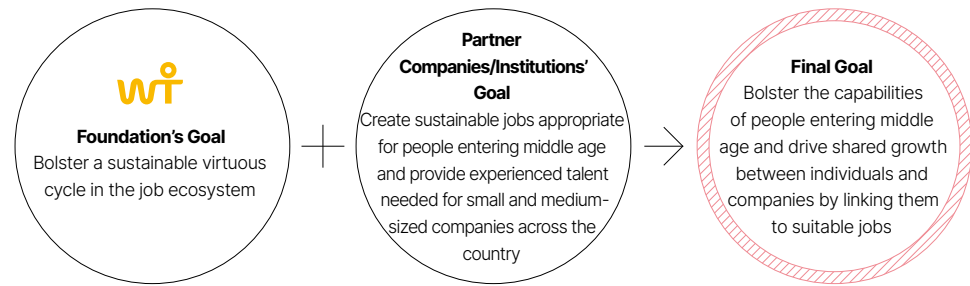 Foundation's Goal
Bolster a sustainable virtuous
cycle in the job ecosystem
Partner
Companies/Institutions'
Goal
Create sustainable jobs appropriate
for people entering middle age
and provide experienced talent
needed for small and medium-
sized companies across the
country
Final Goal
Bolster the capabilities
of people entering middle
age and drive shared growth
between individuals and
companies by linking them
to suitable jobs